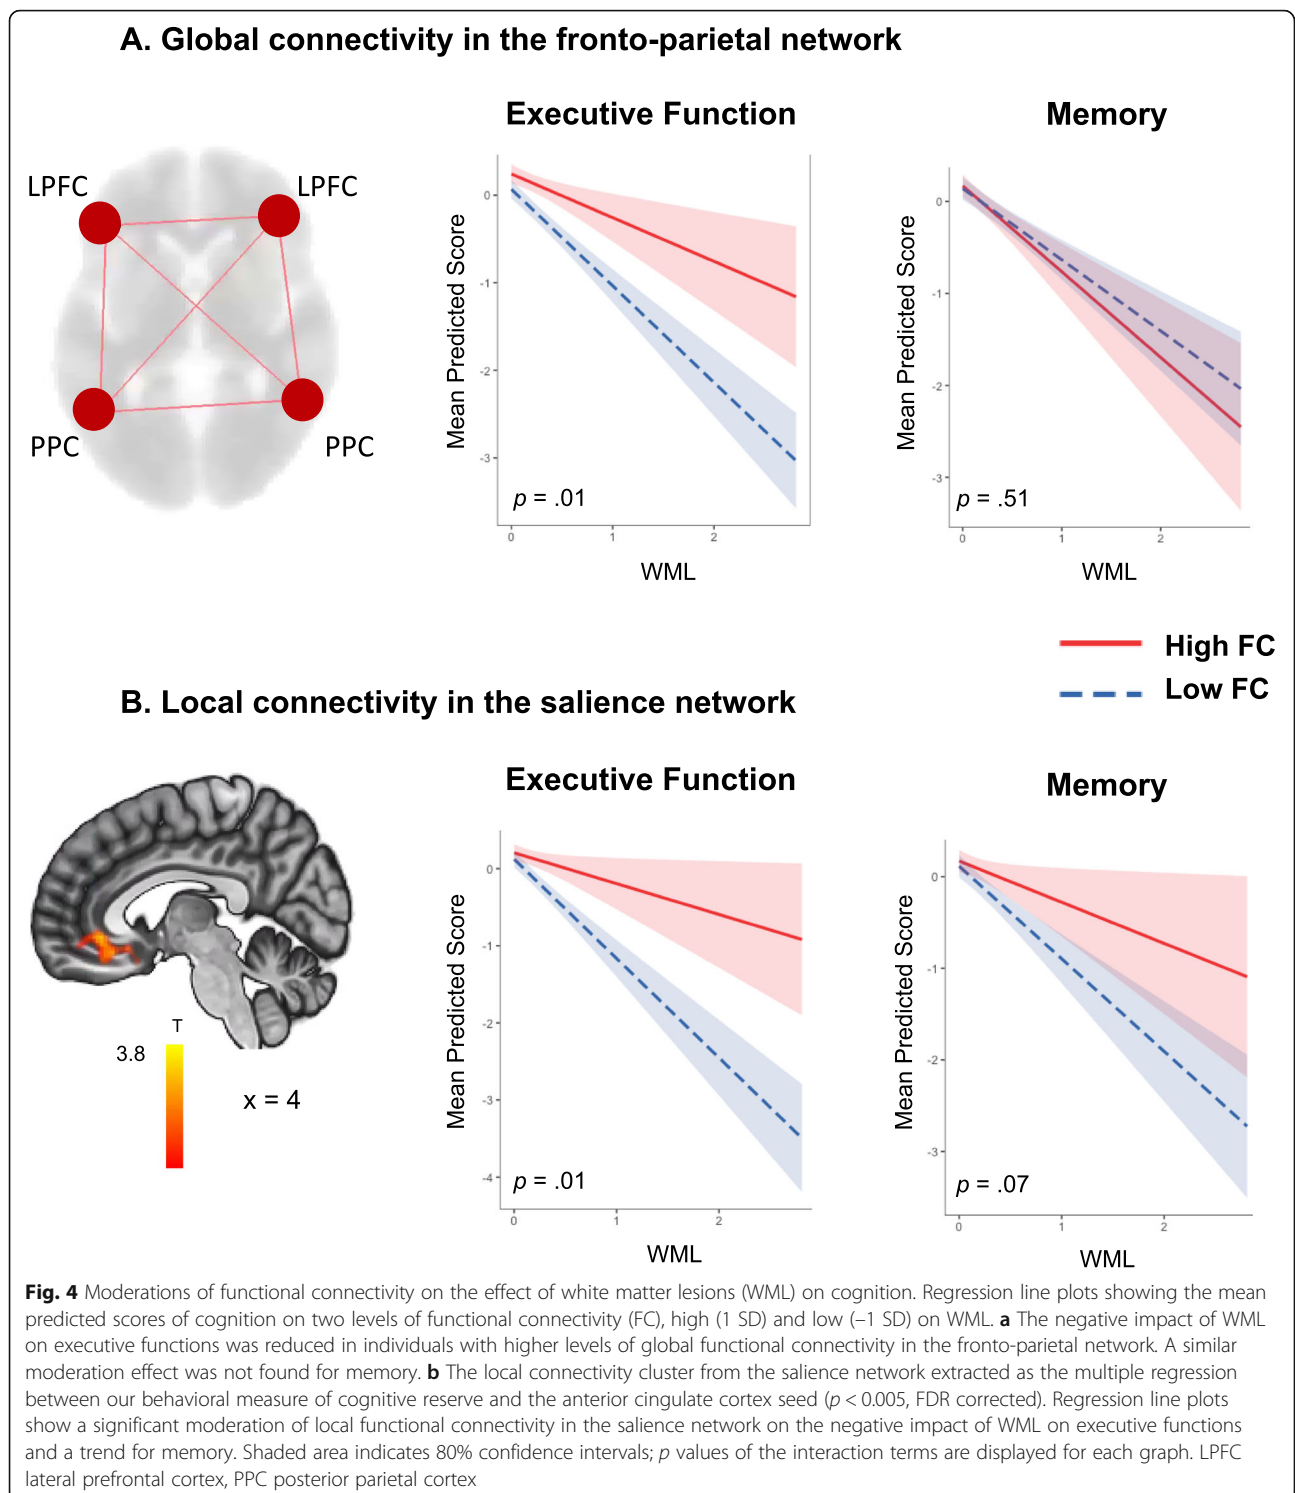 A. Global connectivity in the fronto-parietal network
Executive Function
Memory
LPFC
LPFC
PPC
PPC
Mean Predicted Score
0
-1
-2
-3
p = .01
0
1
2
WML
Mean Predicted Score
0
-1
-2
-3
p = .51
0
1
2
WML
High FC
Low FC
B. Local connectivity in the salience network
Executive Function
Memory
T
3.8
x = 4
Mean Predicted Score
0
-1
-2
-3
-4
p = .01
0
1
2
WML
Mean Predicted Score
0
-1
-2
-3
p = .07
0
1
2
WML
Fig. 4 Moderations of functional connectivity on the effect of white matter lesions (WML) on cognition. Regression line plots showing the mean
predicted scores of cognition on two levels of functional connectivity (FC), high (1 SD) and low (–1 SD) on WML. a The negative impact of WML
on executive functions was reduced in individuals with higher levels of global functional connectivity in the fronto-parietal network. A similar
moderation effect was not found for memory. b The local connectivity cluster from the salience network extracted as the multiple regression
between our behavioral measure of cognitive reserve and the anterior cingulate cortex seed (p < 0.005, FDR corrected). Regression line plots
show a significant moderation of local functional connectivity in the salience network on the negative impact of WML on executive functions
and a trend for memory. Shaded area indicates 80% confidence intervals; p values of the interaction terms are displayed for each graph. LPFC
lateral prefrontal cortex, PPC posterior parietal cortex